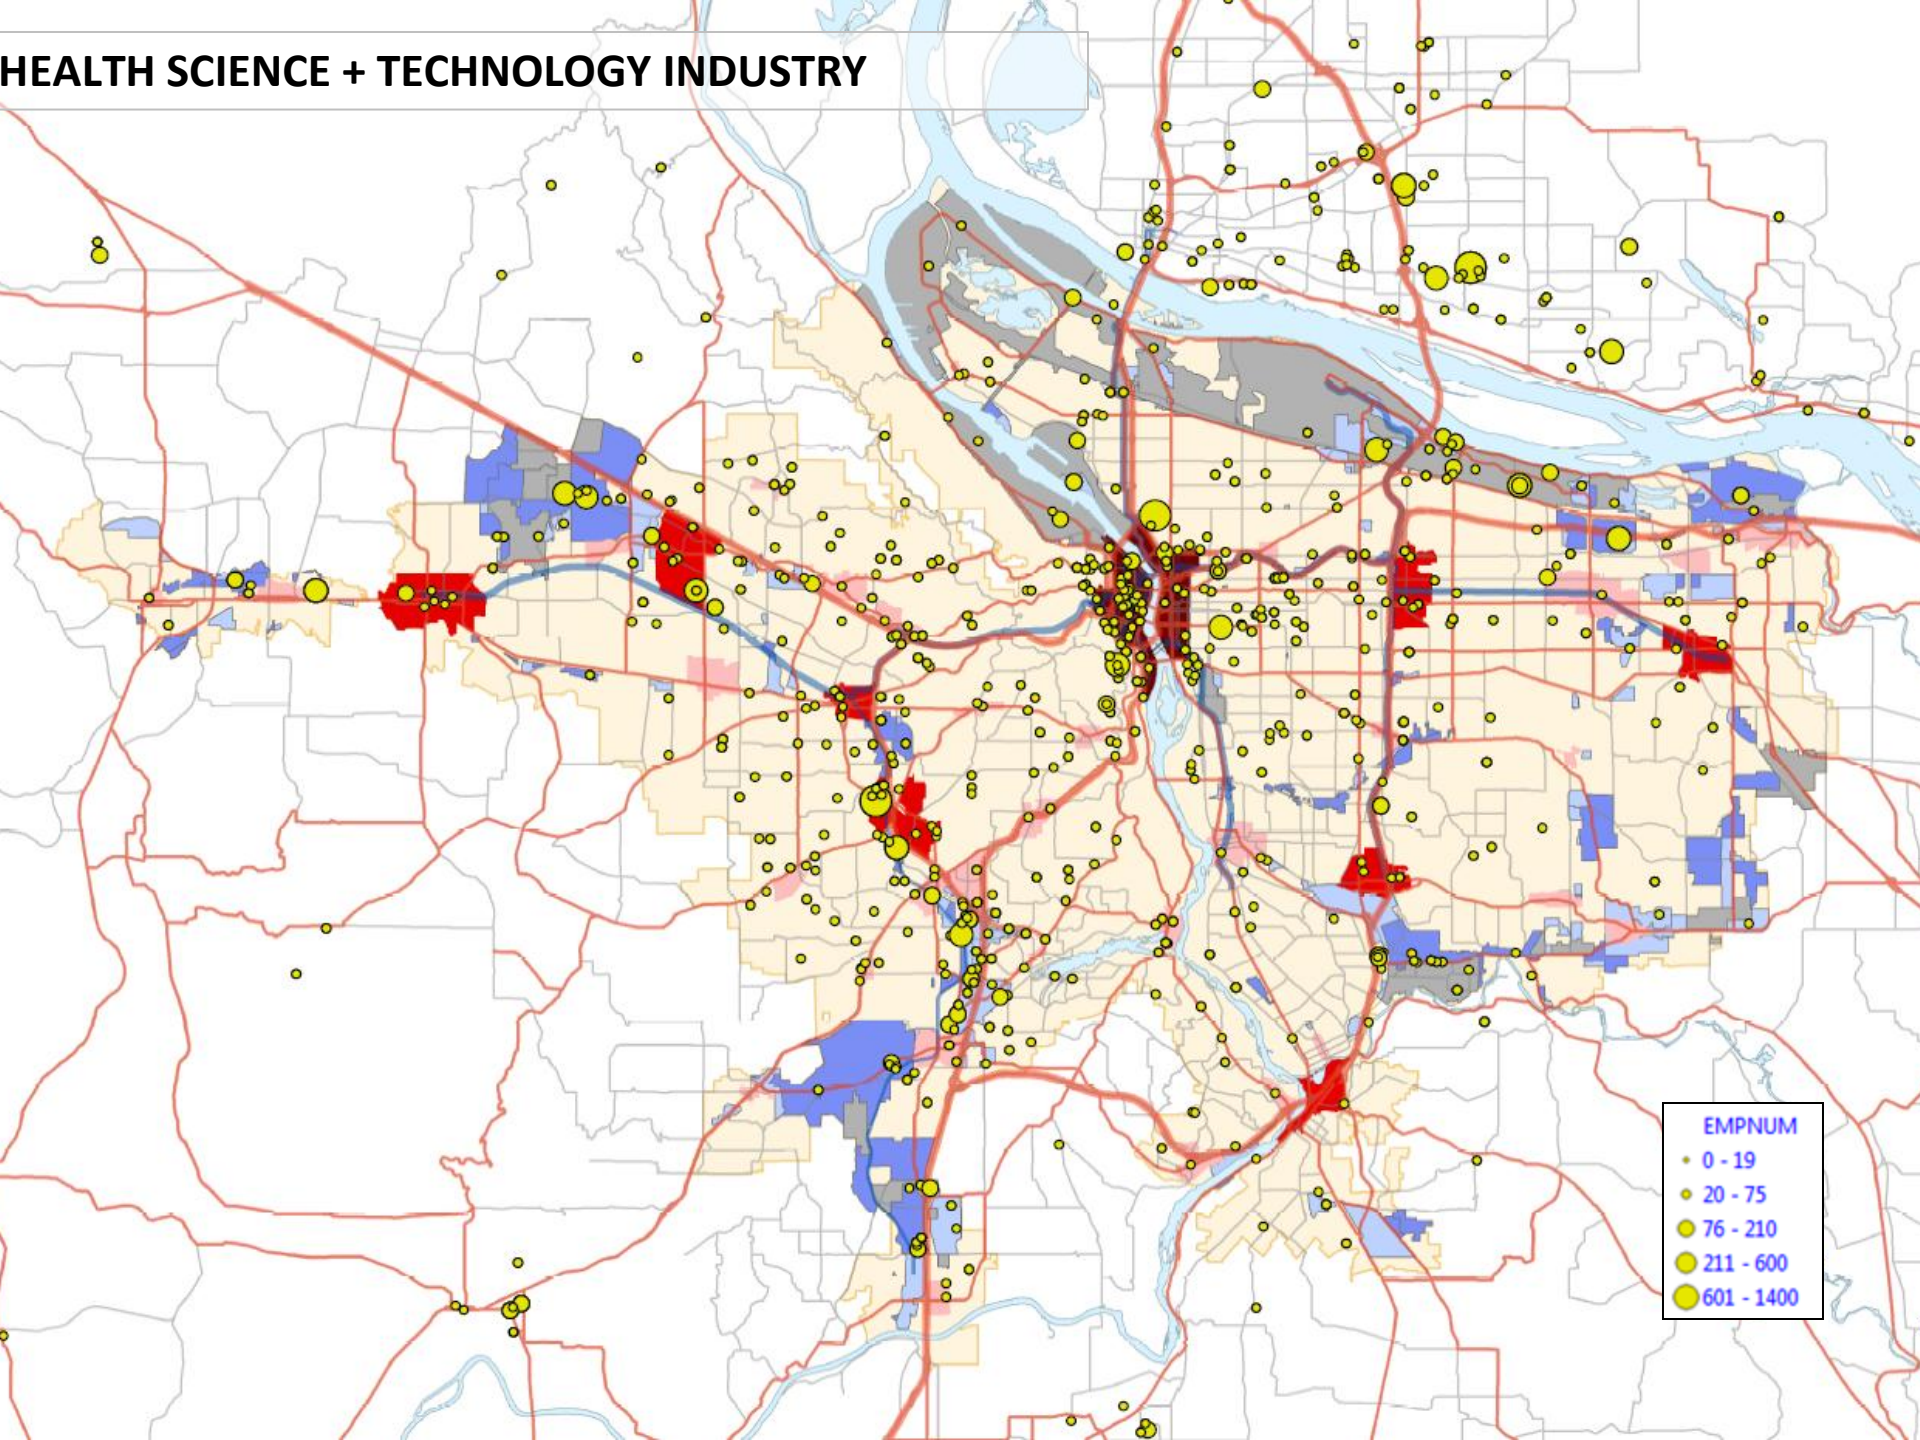 HEALTH SCIENCE + TECHNOLOGY INDUSTRY
EMPNUM
0 - 19
20 - 75
76 - 210
211 - 600
601 - 1400